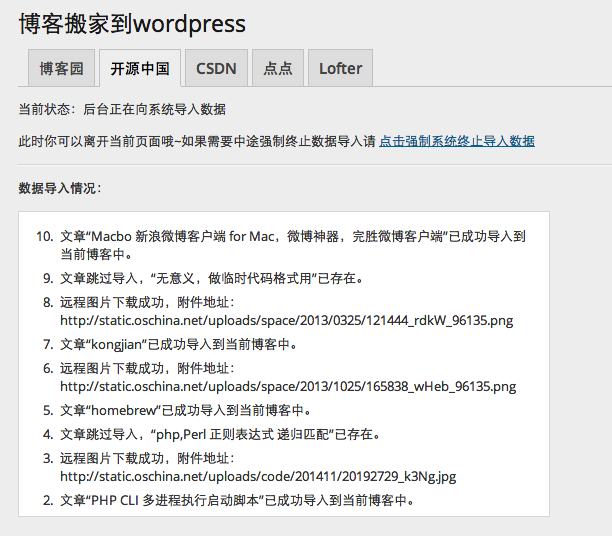 博客搬家到wordpress
博客园 开源中国 CSDN 点点 Lofter
当前状态：后台正在向系统导入数据
此时你可以离开当前页面哦~如果需要中途强制终止数据导入请 点击强制系统终止导入数据
数据导入情况：
10. 文章“Macbo 新浪微博客户端 for Mac，微博神器，完胜微博客户端”已成功导入到
当前博客中。
9. 文章跳过导入，“无意义，做临时代码格式用”已存在。
8. 远程图片下载成功，附件地址：
http://static.oschina.net/uploads/space/2013/0325/121444_rdkW_96135.png
7. 文章“kongjian”已成功导入到当前博客中。
6. 远程图片下载成功，附件地址：
http://static.oschina.net/uploads/space/2013/1025/165838_wHeb_96135.png
5. 文章“homebrew”已成功导入到当前博客中。
4. 文章跳过导入，“php,Perl 正则表达式 递归匹配”已存在。
3. 远程图片下载成功，附件地址：
http://static.oschina.net/uploads/code/201411/20192729_k3Ng.jpg
2. 文章“PHP CLI 多进程执行启动脚本”已成功导入到当前博客中。